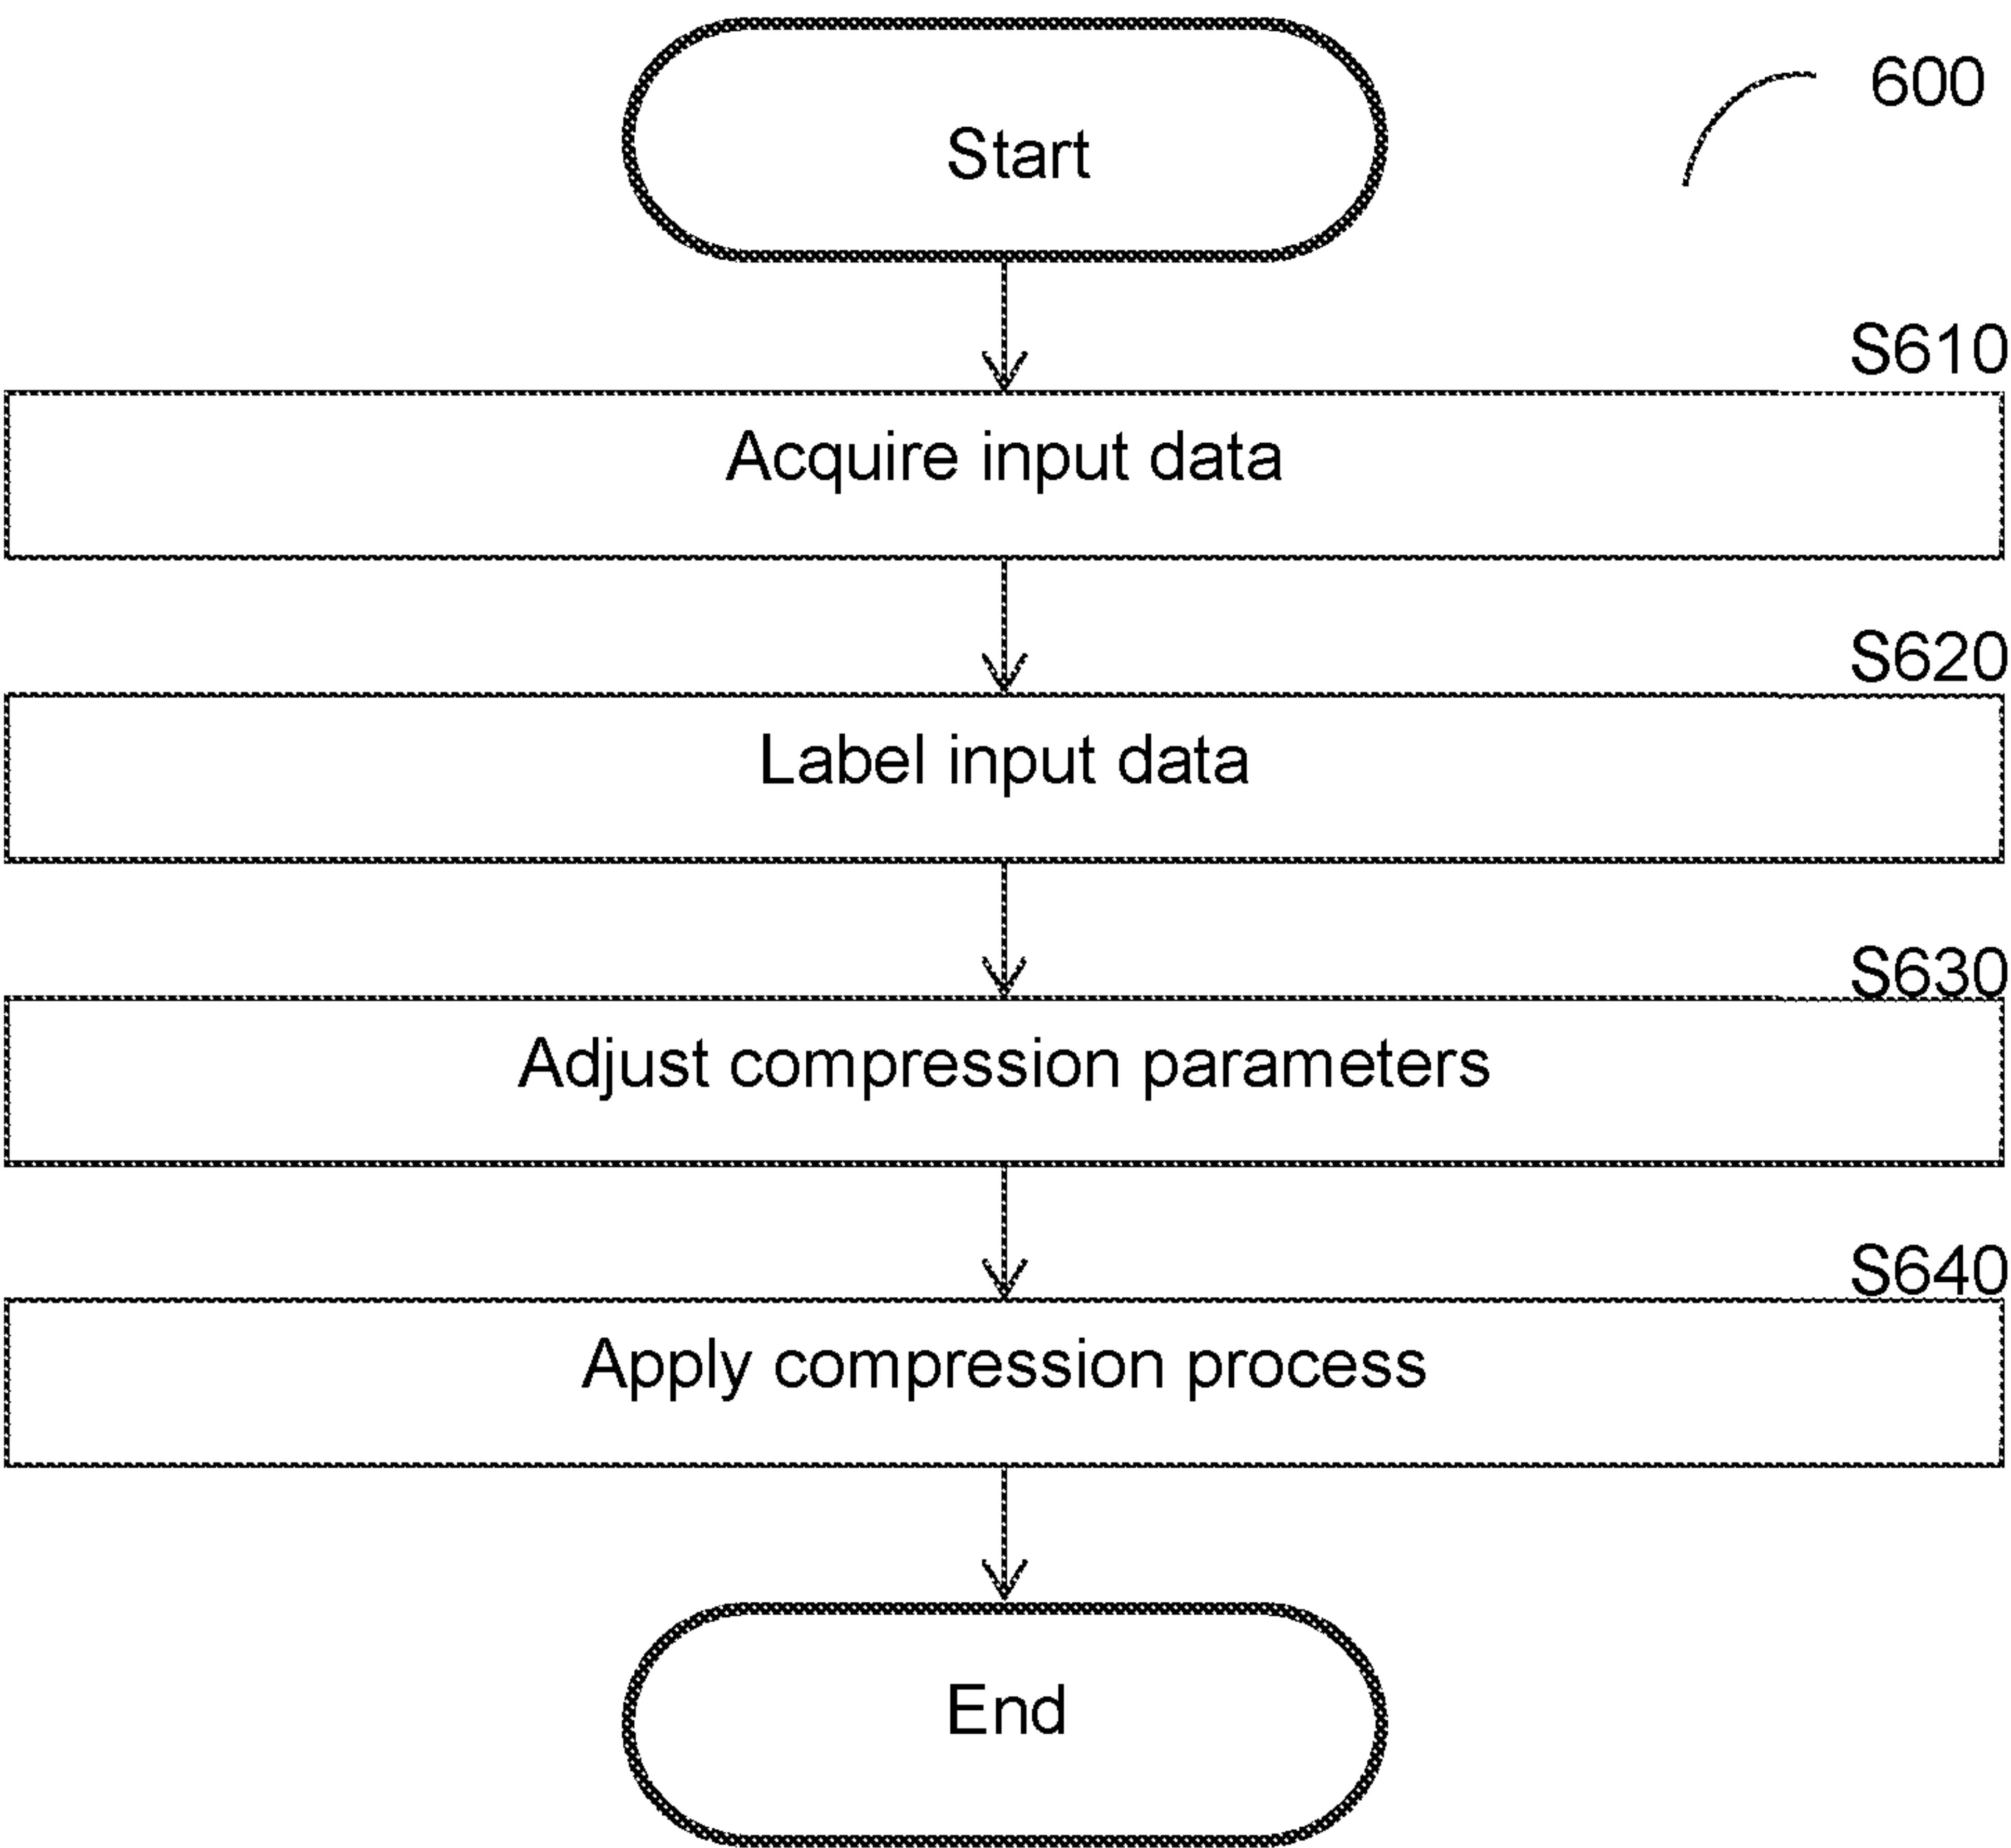 Start
600
S610
Acquire input data
S620
Label input data
S630
Adjust compression parameters
S640
Apply compression process
End